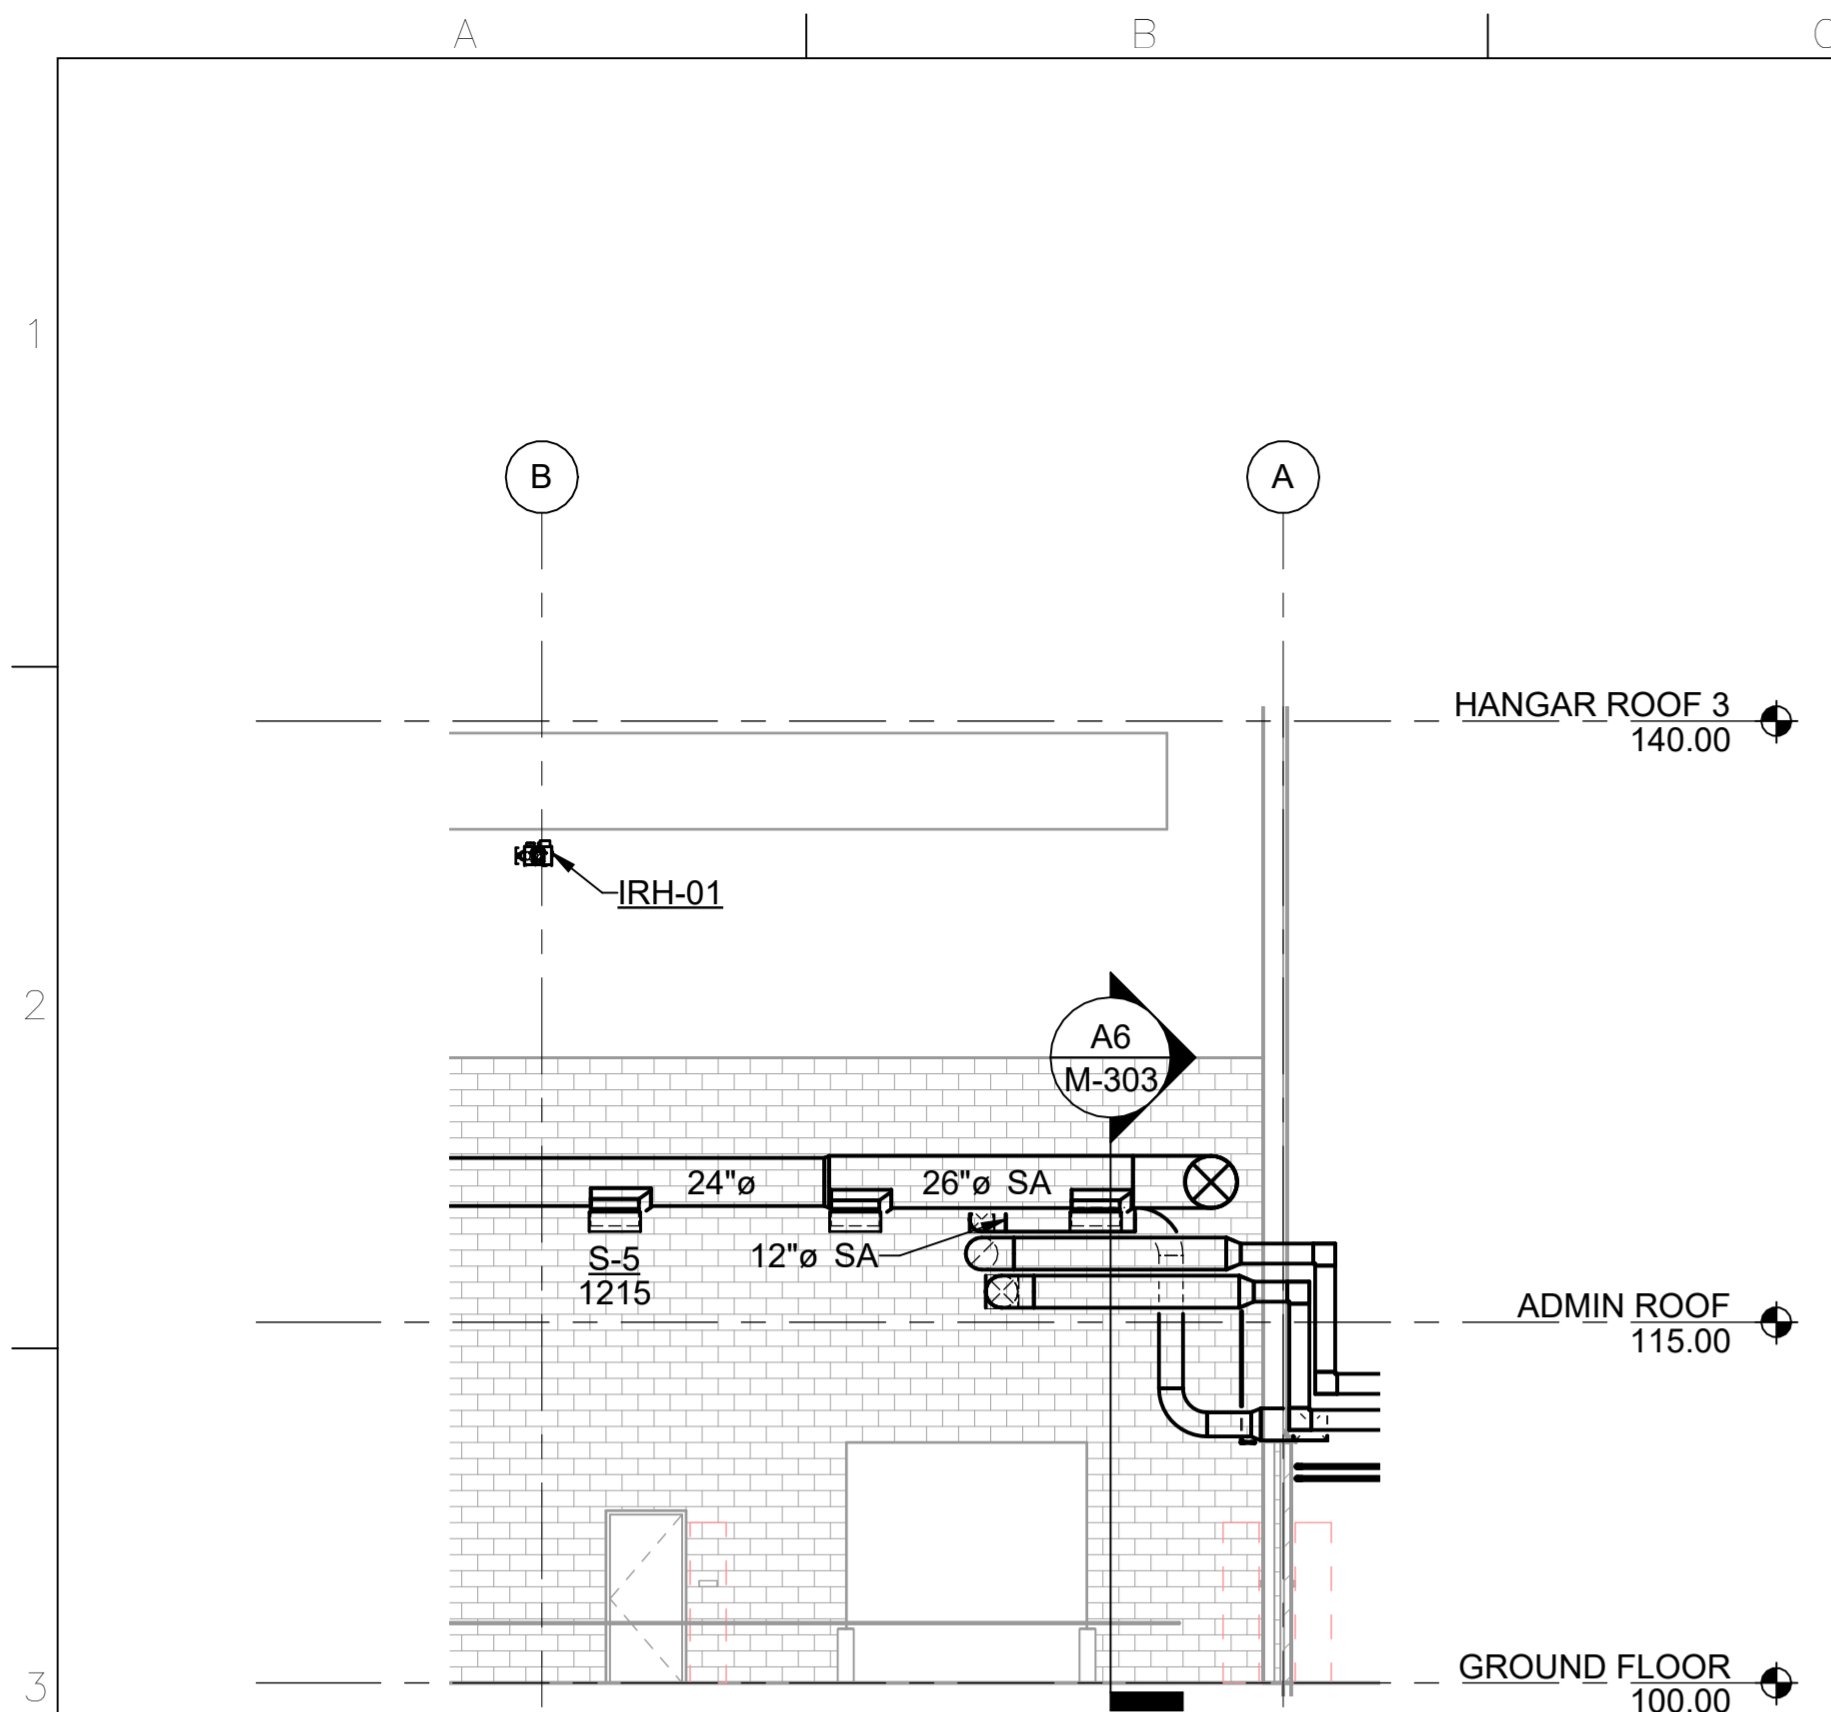 A
B
C
1
B
A
HANGAR ROOF 3
140.00
IRH-01
2
A6
M-303
24"ø
26"ø SA
12"ø SA
S-5
1215
ADMIN ROOF
115.00
GROUND FLOOR
100.00
3